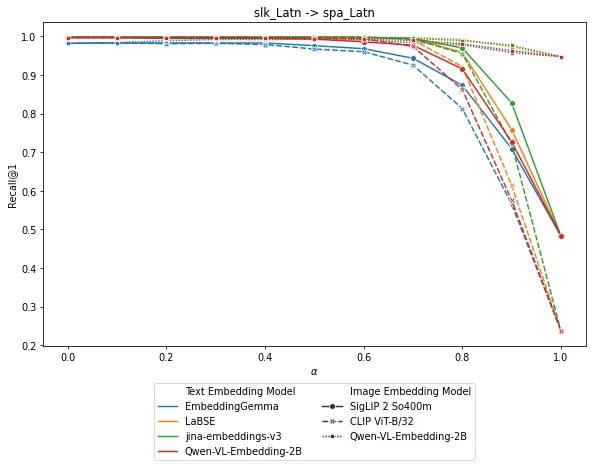 slk_Latn -> spa_Latn
Recall@1
1.0
0.9
0.8
0.7
0.6
0.5
0.4
0.3
0.2
0.0 0.2 0.4 0.6 0.8 1.0
α
Text Embedding Model Image Embedding Model
EmbeddingGemma SigLIP 2 So400m
LaBSE CLIP ViT-B/32
jina-embeddings-v3 Qwen-VL-Embedding-2B
Qwen-VL-Embedding-2B